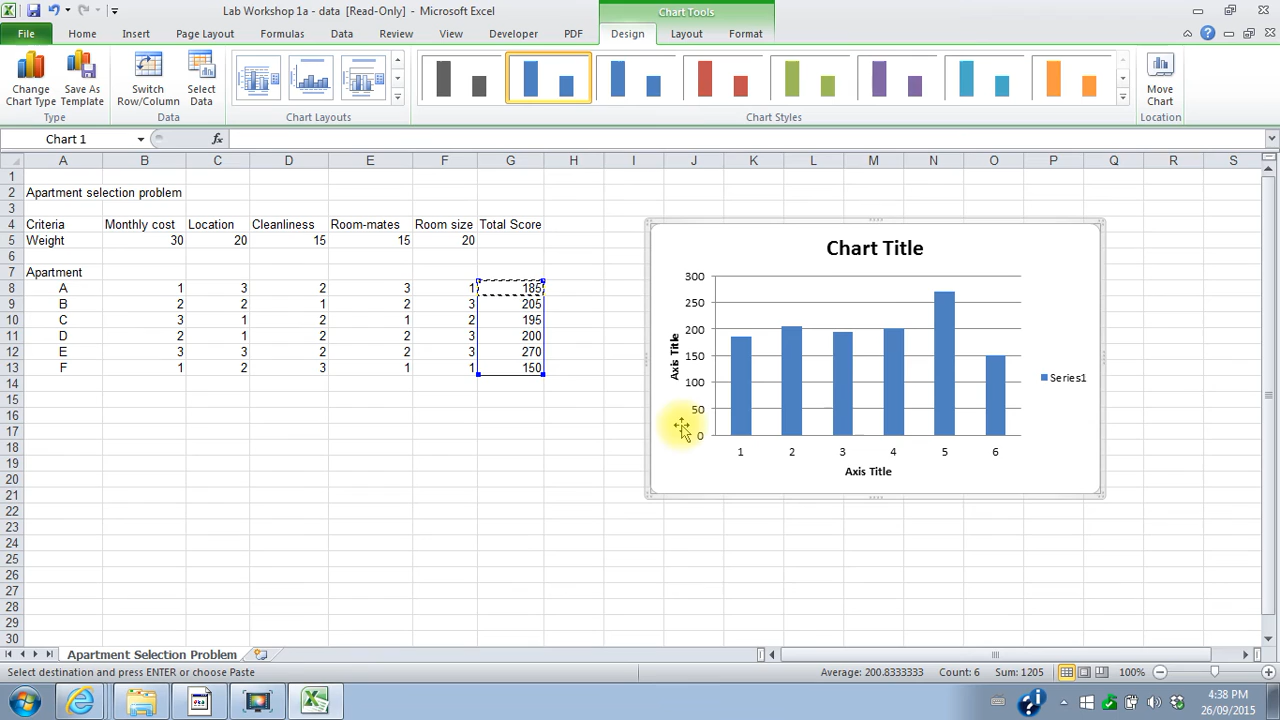 Lab Workshop 1a - data [Read-Only] - Microsoft Excel
Chart Tools
File Home Insert Page Layout Formulas Data Review View Developer PDF Design Layout Format
Change Chart Type
Save As Template
Switch Row/Column
Select Data
Move Chart
Type Data Chart Layouts Chart Styles Location
Chart 1 fx
A B C D E F G H I J K L M N O P Q R S
1
2 Apartment selection problem
3
4 Criteria Monthly cost Location Cleanliness Room-mates Room size Total Score
5 Weight 30 20 15 15 20
6
7 Apartment
8 A 1 3 2 3 1 185
9 B 2 2 1 2 3 205
10 C 3 1 2 1 2 195
11 D 2 1 2 2 3 200
12 E 3 3 2 2 3 270
13 F 1 2 3 1 1 150
14
15
16
17
18
19
20
21
22
23
24
25
26
27
28
29
30
Chart Title
300
250
200
150
100
50
0
Axis Title
1 2 3 4 5 6
Axis Title
Series1
Apartment Selection Problem
Select destination and press ENTER or choose Paste Average: 200.8333333 Count: 6 Sum: 1205 100%
4:38 PM
26/09/2015